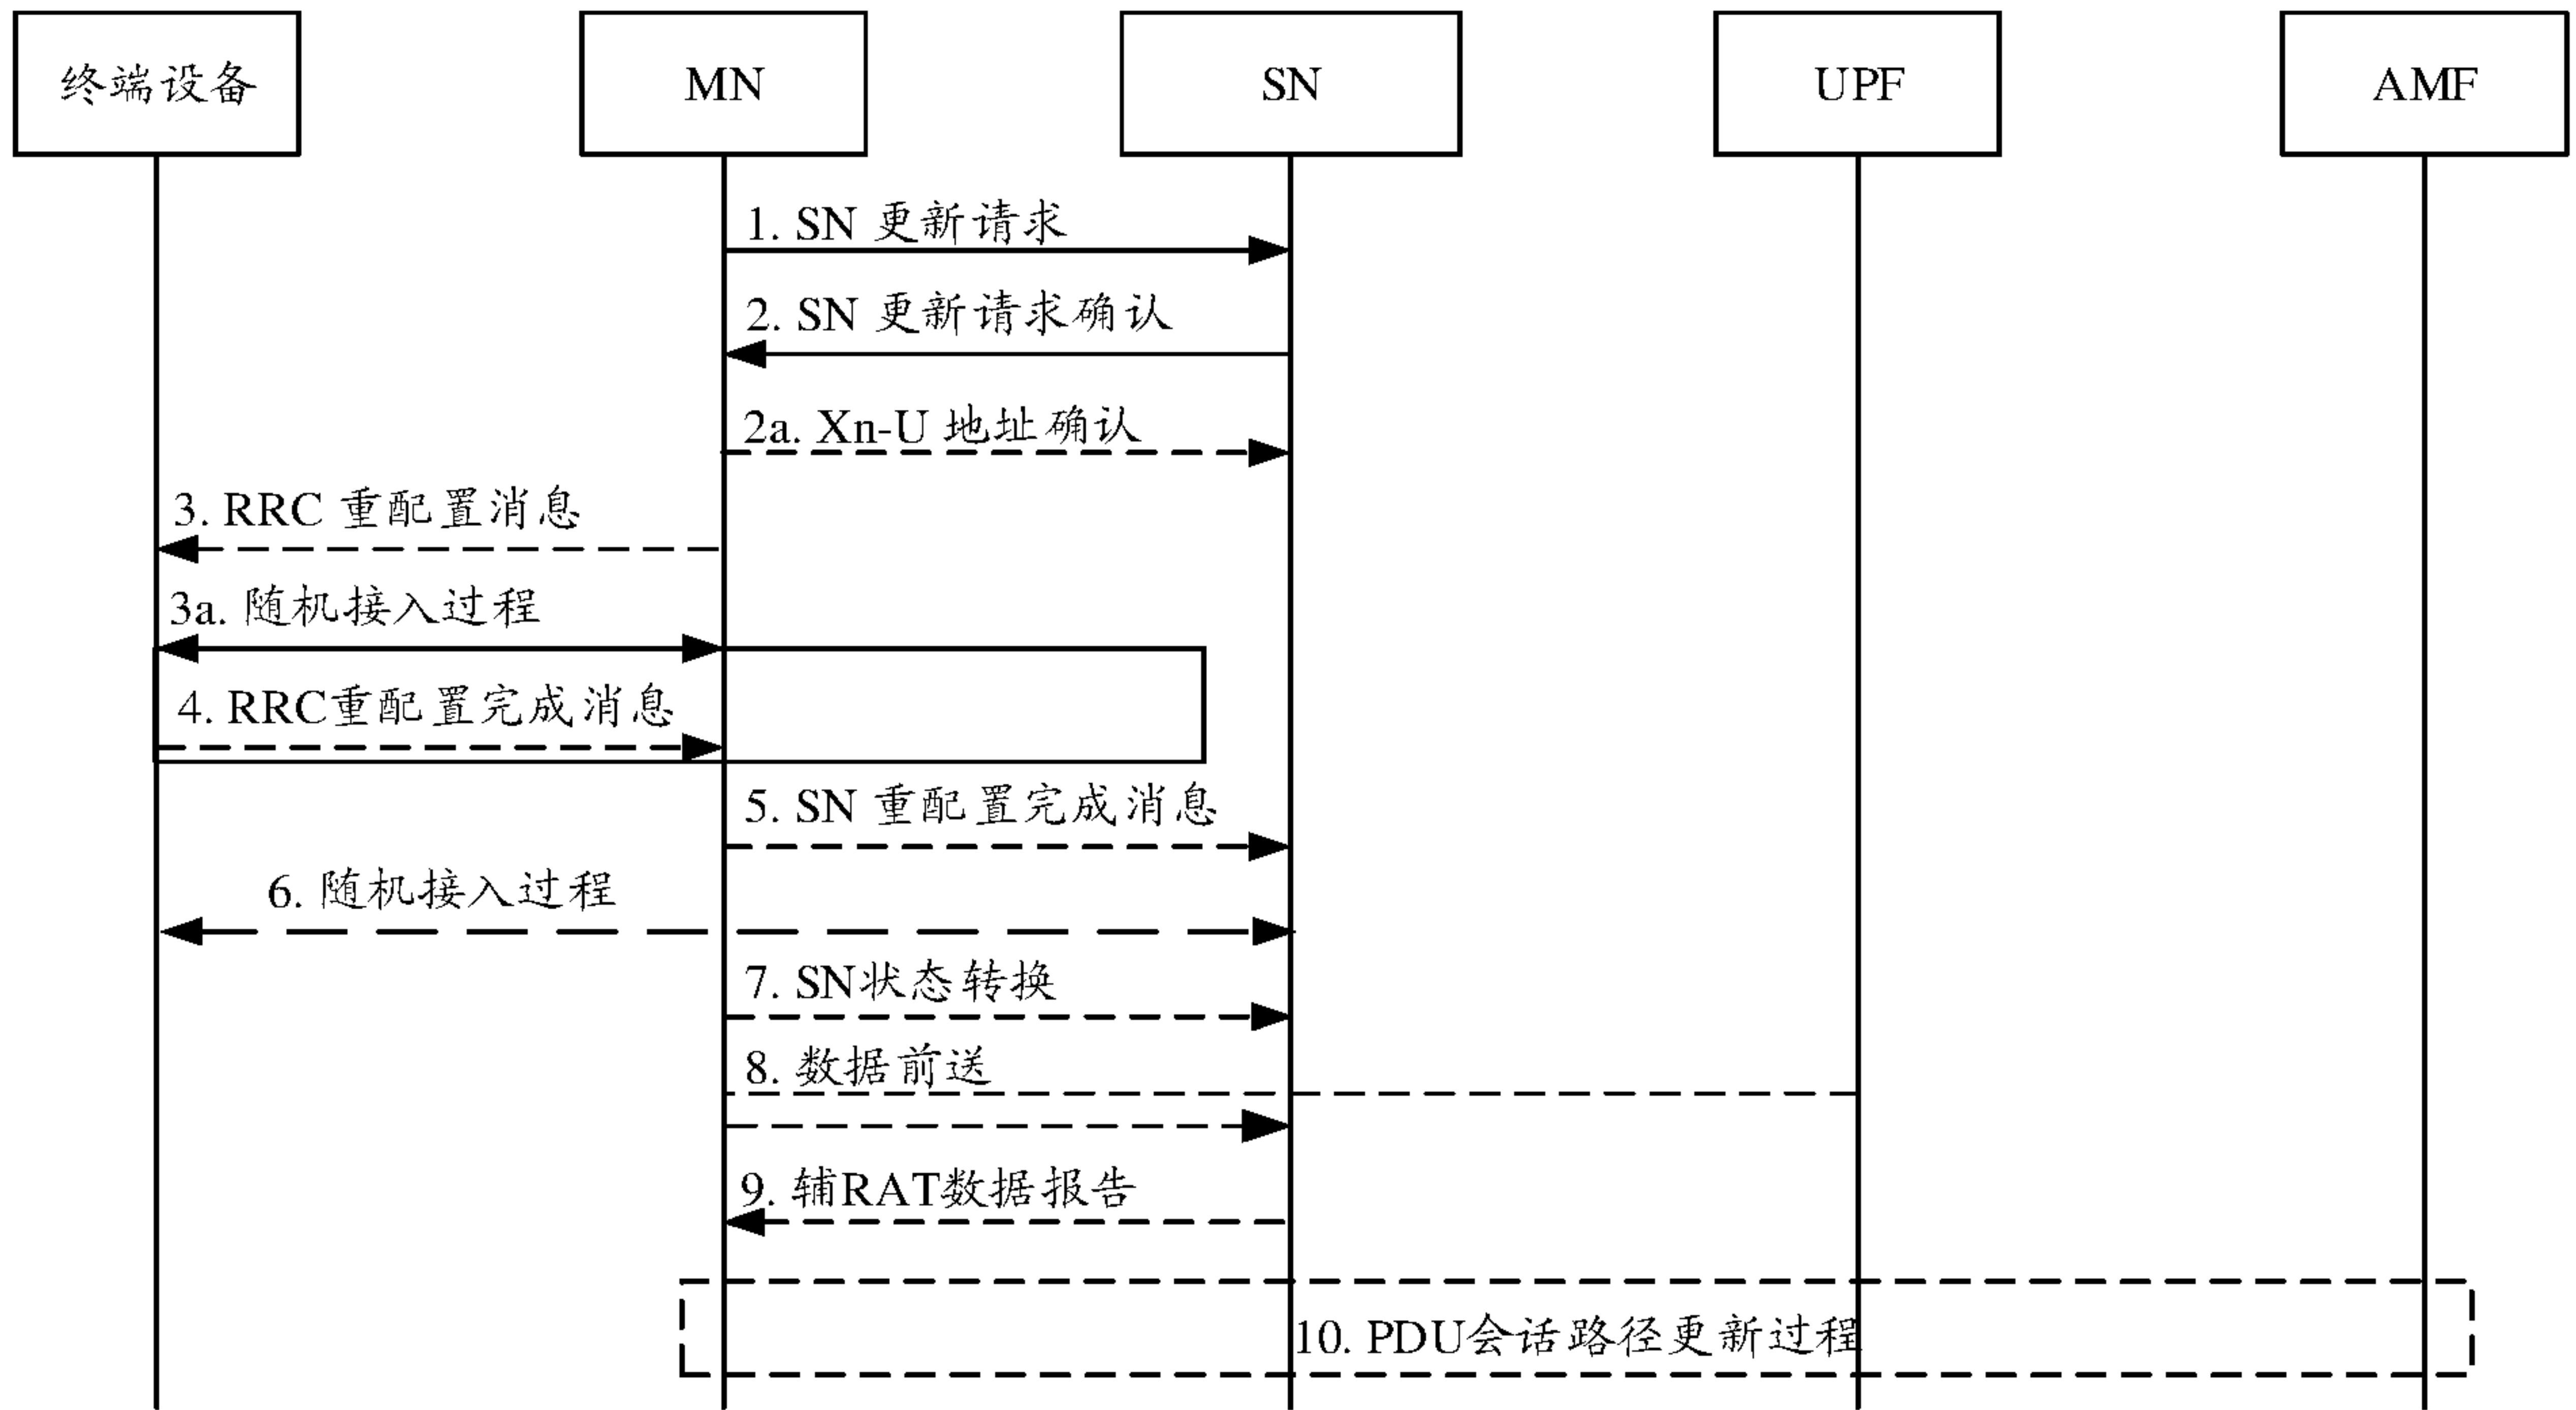 终端设备
MN
SN
UPF
AMF
1. SN 更新请求
2. SN 更新请求确认
2a. Xn-U 地址确认
3. RRC 重配置消息
3a. 随机接入过程
4. RRC重配置完成消息
5. SN 重配置完成消息
6. 随机接入过程
7. SN状态转换
8. 数据前送
9. 辅RAT数据报告
10. PDU会话路径更新过程